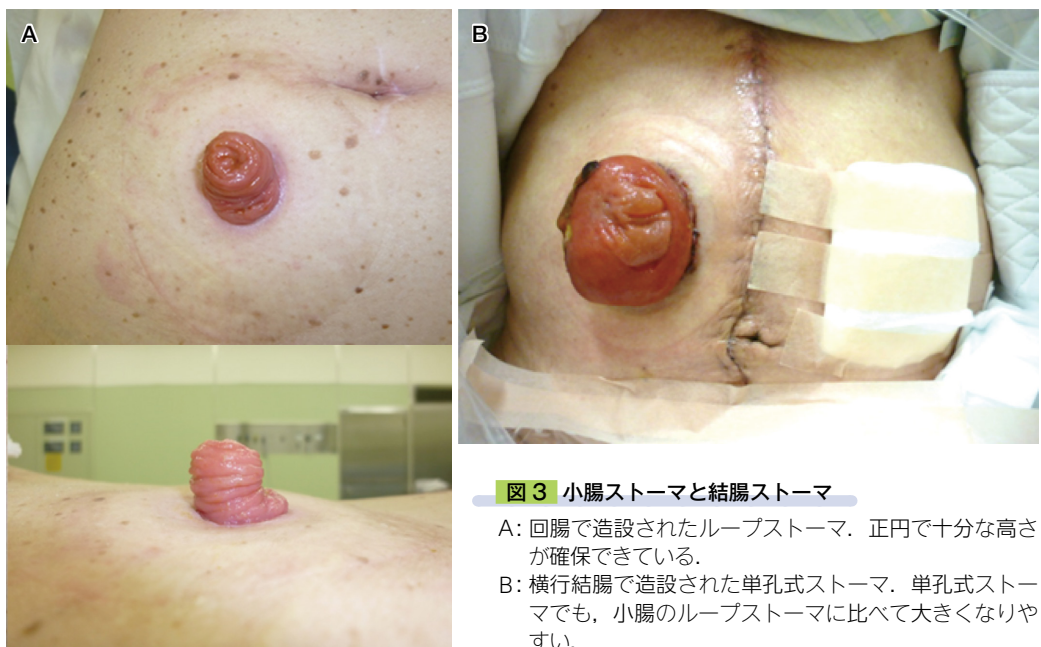 A
B
図 3 小腸ストーマと結腸ストーマ
A: 回腸で造設されたループストーマ．正円で十分な高さ
が確保できている．
B: 横行結腸で造設された単孔式ストーマ．単孔式ストー
マでも，小腸のループストーマに比べて大きくなりや
すい．